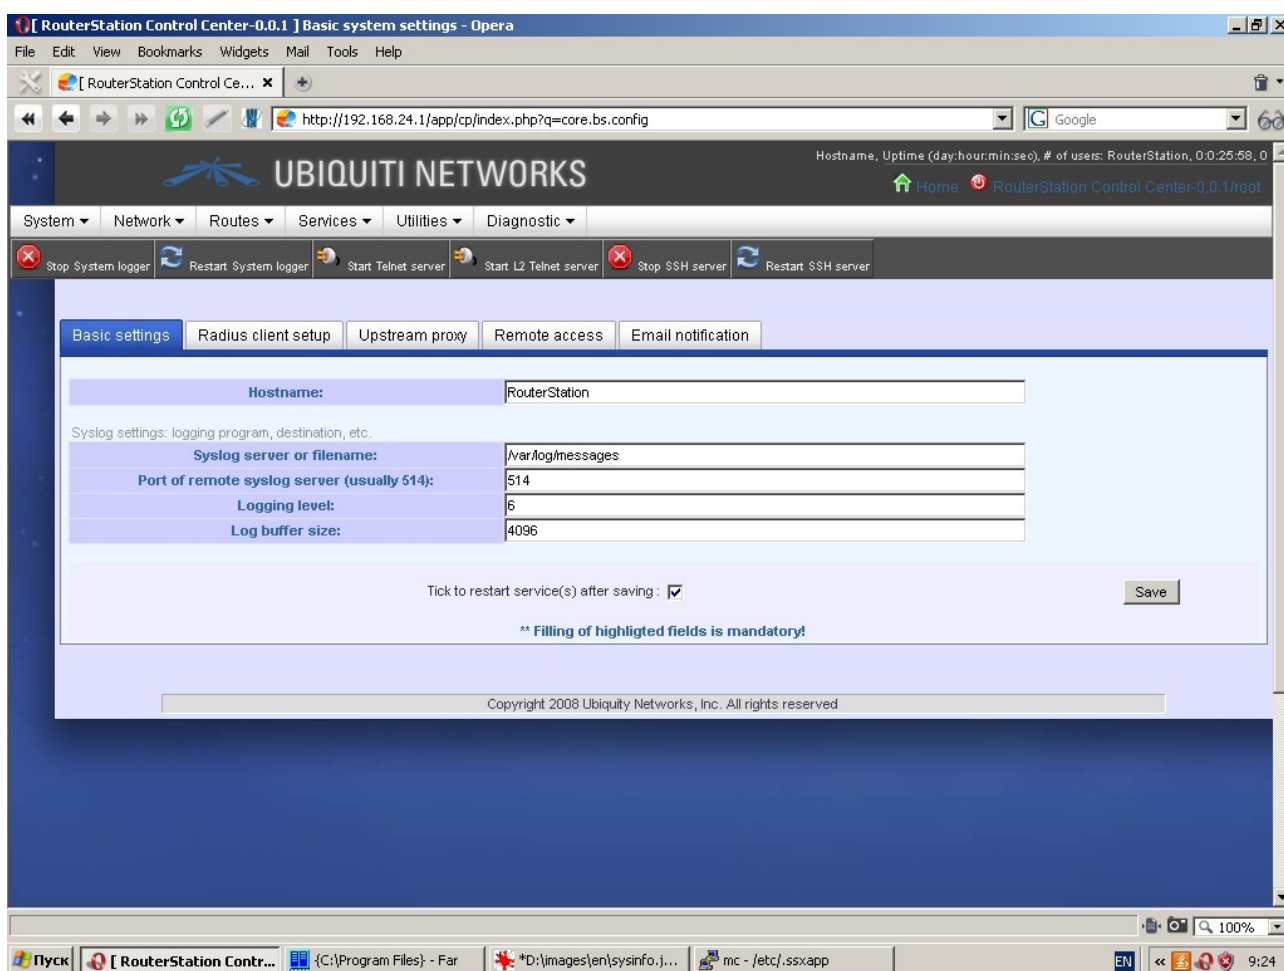 [ RouterStation Control Center-0.0.1 ] Basic system settings - Opera
File Edit View Bookmarks Widgets Mail Tools Help
[ RouterStation Control Ce...
http://192.168.24.1/app/cp/index.php?q=core.bs.config Google
Hostname, Uptime (day:hour:min:sec), # of users: RouterStation, 0:0:25:58, 0
UBIQUITI NETWORKS
Home RouterStation Control Center-0.0.1/root
System Network Routes Services Utilities Diagnostic
Stop System logger Restart System logger Start Telnet server Start L2 Telnet server Stop SSH server Restart SSH server
Basic settings Radius client setup Upstream proxy Remote access Email notification
Hostname: RouterStation
Syslog settings: logging program, destination, etc.
Syslog server or filename: /var/log/messages
Port of remote syslog server (usually 514): 514
Logging level: 6
Log buffer size: 4096
Tick to restart service(s) after saving : Save
** Filling of highligted fields is mandatory!
Copyright 2008 Ubiquity Networks, Inc. All rights reserved
100%
Пуск [ RouterStation Contr... {C:\Program Files} - Far *D:\images\en\sysinfo.j... mc - /etc/.ssxapp EN « 9:24